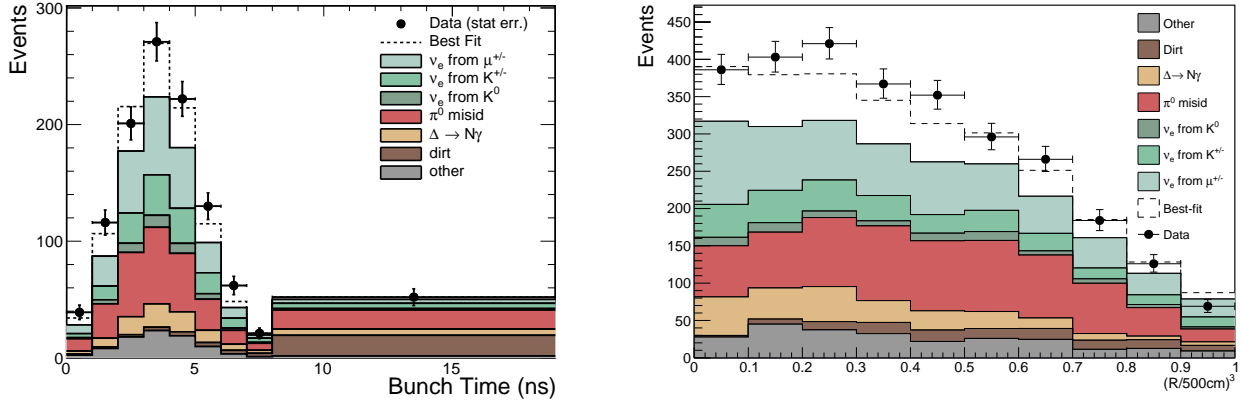 Events
300
200
100
0
Data (stat err.)
Best Fit
νe from μ+/-
νe from K+/-
νe from K0
π0 misid
Δ → Nγ
dirt
other
0 5 10 15
Bunch Time (ns)
Events
450
400
350
300
250
200
150
100
50
0
Other
Dirt
Δ→ Nγ
π0 misid
νe from K0
νe from K+/-
νe from μ+/-
Best-fit
Data
0 0.1 0.2 0.3 0.4 0.5 0.6 0.7 0.8 0.9 1
(R/500cm)3